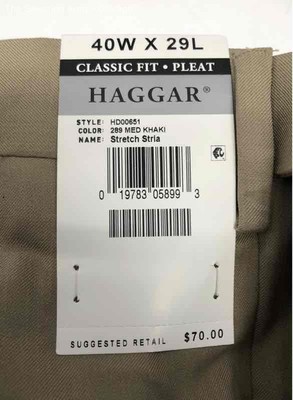 40W X 29L
CLASSIC FIT • PLEAT
HAGGAR®
STYLE: HD00651
COLOR: 289 MED KHAKI
NAME: Stretch Stria
0 19783 05899 3
SUGGESTED RETAIL $70.00